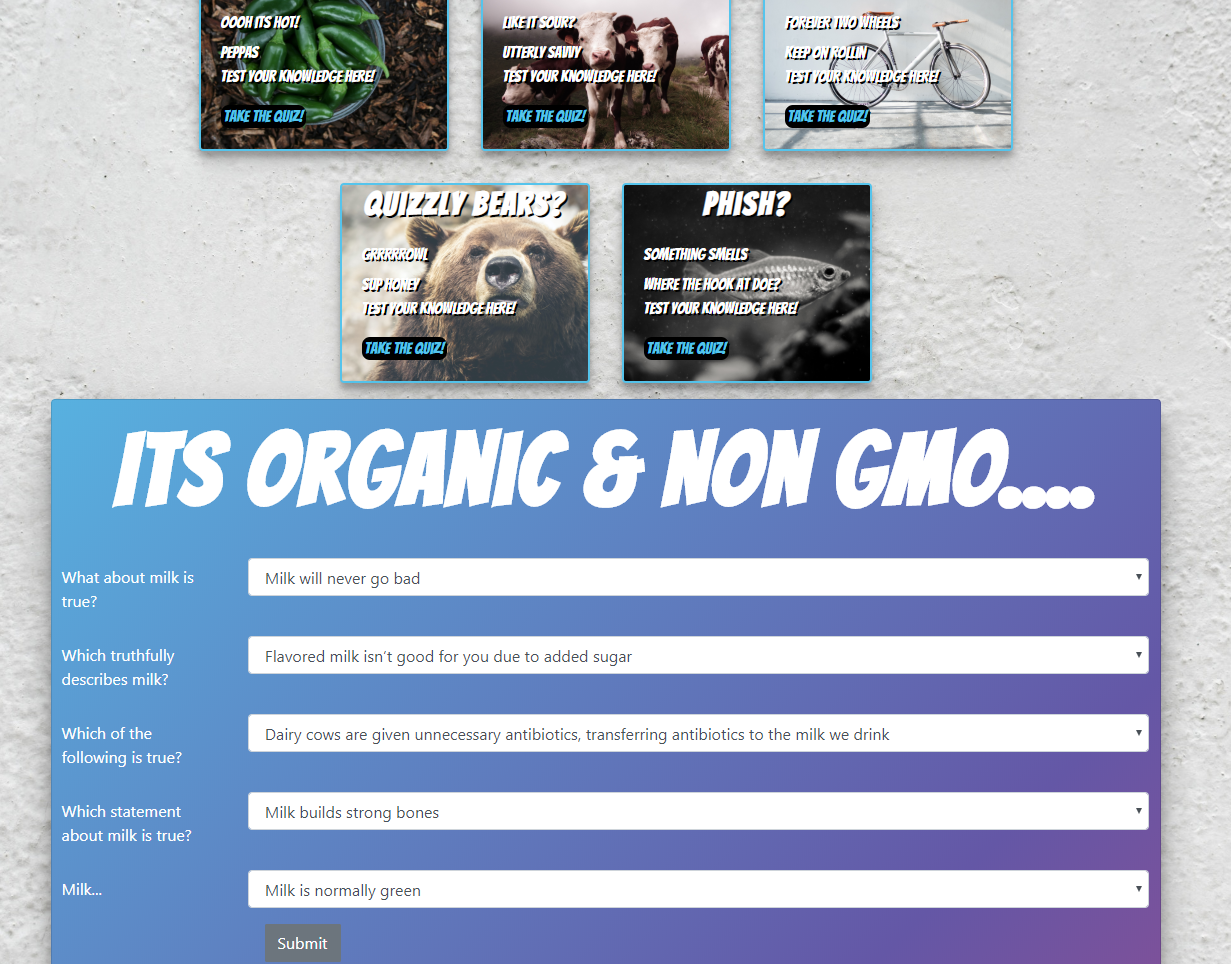 OOOH ITS HOT!
PEPPAS
TEST YOUR KNOWLEDGE HERE!
TAKE THE QUIZ!
LIKE IT SOUR?
UTTERLY SAVVY
TEST YOUR KNOWLEDGE HERE!
TAKE THE QUIZ!
FOREVER TWO WHEELS
KEEP ON ROLLIN
TEST YOUR KNOWLEDGE HERE!
TAKE THE QUIZ!
QUIZZLY BEARS?
GRRRRROWL
SUP HONEY
TEST YOUR KNOWLEDGE HERE!
TAKE THE QUIZ!
PHISH?
SOMETHING SMELLS
WHERE THE HOOK AT DOE?
TEST YOUR KNOWLEDGE HERE!
TAKE THE QUIZ!
ITS ORGANIC & NON GMO....
What about milk is
true?
Milk will never go bad
Which truthfully
describes milk?
Flavored milk isn't good for you due to added sugar
Which of the
following is true?
Dairy cows are given unnecessary antibiotics, transferring antibiotics to the milk we drink
Which statement
about milk is true?
Milk builds strong bones
Milk...
Milk is normally green
Submit